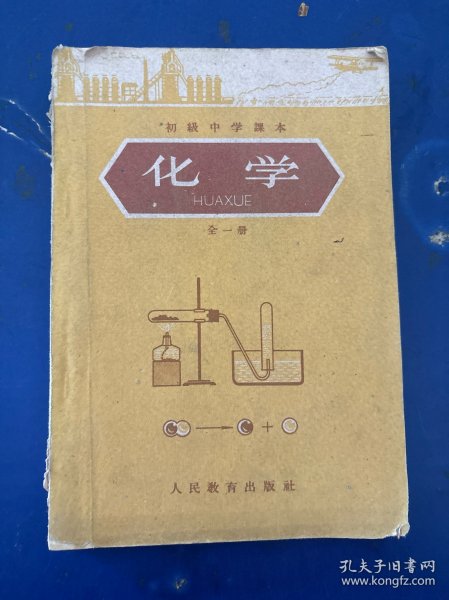 初級中学課本
化学
HUAXUE
全一册
人民教育出版社
孔夫子旧书网
www.kongfz.com